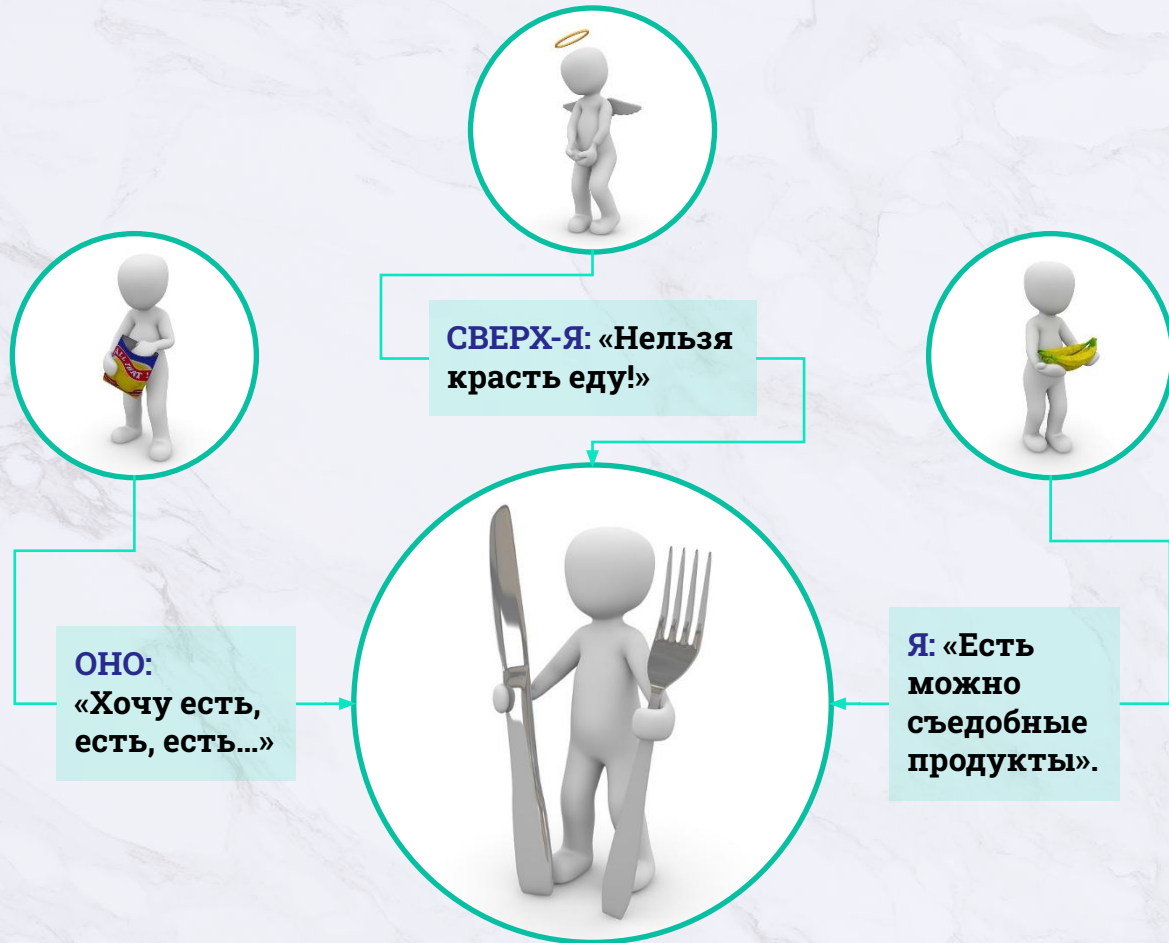 СВЕРХ-Я: «Нельзя
красть еду!»
ОНО:
«Хочу есть,
есть, есть...»
Я: «Есть
можно
съедобные
продукты».